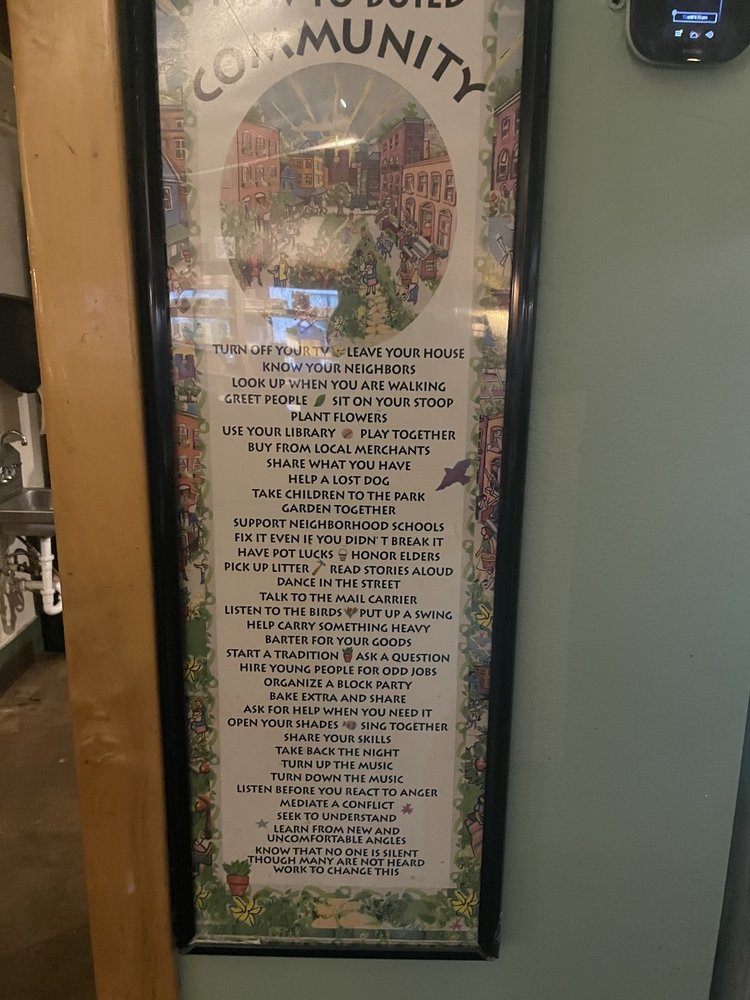 HOW TO BUILD
COMMUNITY
TURN OFF YOUR TV LEAVE YOUR HOUSE
KNOW YOUR NEIGHBORS
LOOK UP WHEN YOU ARE WALKING
GREET PEOPLE SIT ON YOUR STOOP
PLANT FLOWERS
USE YOUR LIBRARY PLAY TOGETHER
BUY FROM LOCAL MERCHANTS
SHARE WHAT YOU HAVE
HELP A LOST DOG
TAKE CHILDREN TO THE PARK
GARDEN TOGETHER
SUPPORT NEIGHBORHOOD SCHOOLS
FIX IT EVEN IF YOU DIDN'T BREAK IT
HAVE POT LUCKS HONOR ELDERS
PICK UP LITTER READ STORIES ALOUD
DANCE IN THE STREET
TALK TO THE MAIL CARRIER
LISTEN TO THE BIRDS PUT UP A SWING
HELP CARRY SOMETHING HEAVY
BARTER FOR YOUR GOODS
START A TRADITION ASK A QUESTION
HIRE YOUNG PEOPLE FOR ODD JOBS
ORGANIZE A BLOCK PARTY
BAKE EXTRA AND SHARE
ASK FOR HELP WHEN YOU NEED IT
OPEN YOUR SHADES SING TOGETHER
SHARE YOUR SKILLS
TAKE BACK THE NIGHT
TURN UP THE MUSIC
TURN DOWN THE MUSIC
LISTEN BEFORE YOU REACT TO ANGER
MEDIATE A CONFLICT
SEEK TO UNDERSTAND
LEARN FROM NEW AND
UNCOMFORTABLE ANGLES
KNOW THAT NO ONE IS SILENT
THOUGH MANY ARE NOT HEARD
WORK TO CHANGE THIS